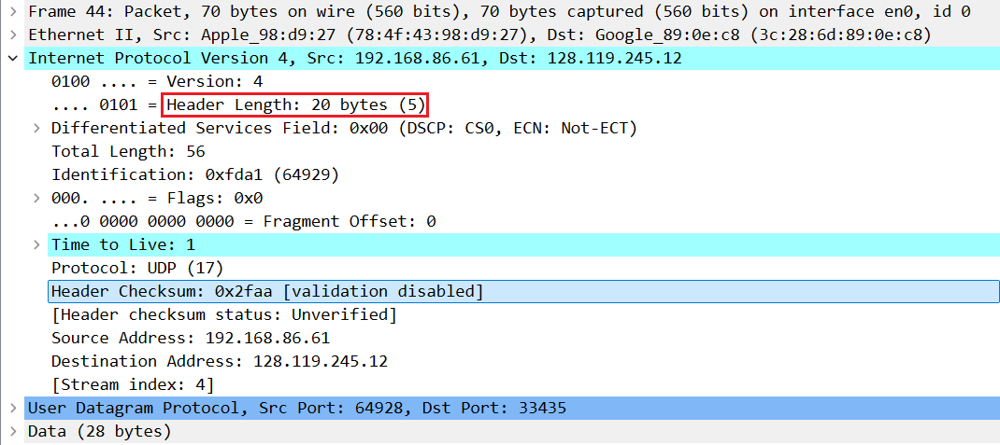 Frame 44: Packet, 70 bytes on wire (560 bits), 70 bytes captured (560 bits) on interface en0, id 0
Ethernet II, Src: Apple_98:d9:27 (78:4f:43:98:d9:27), Dst: Google_89:0e:c8 (3c:28:6d:89:0e:c8)
Internet Protocol Version 4, Src: 192.168.86.61, Dst: 128.119.245.12
0100 .... = Version: 4
.... 0101 = Header Length: 20 bytes (5)
Differentiated Services Field: 0x00 (DSCP: CS0, ECN: Not-ECT)
Total Length: 56
Identification: 0xfda1 (64929)
000. .... = Flags: 0x0
...0 0000 0000 0000 = Fragment Offset: 0
Time to Live: 1
Protocol: UDP (17)
Header Checksum: 0x2faa [validation disabled]
[Header checksum status: Unverified]
Source Address: 192.168.86.61
Destination Address: 128.119.245.12
[Stream index: 4]
User Datagram Protocol, Src Port: 64928, Dst Port: 33435
Data (28 bytes)